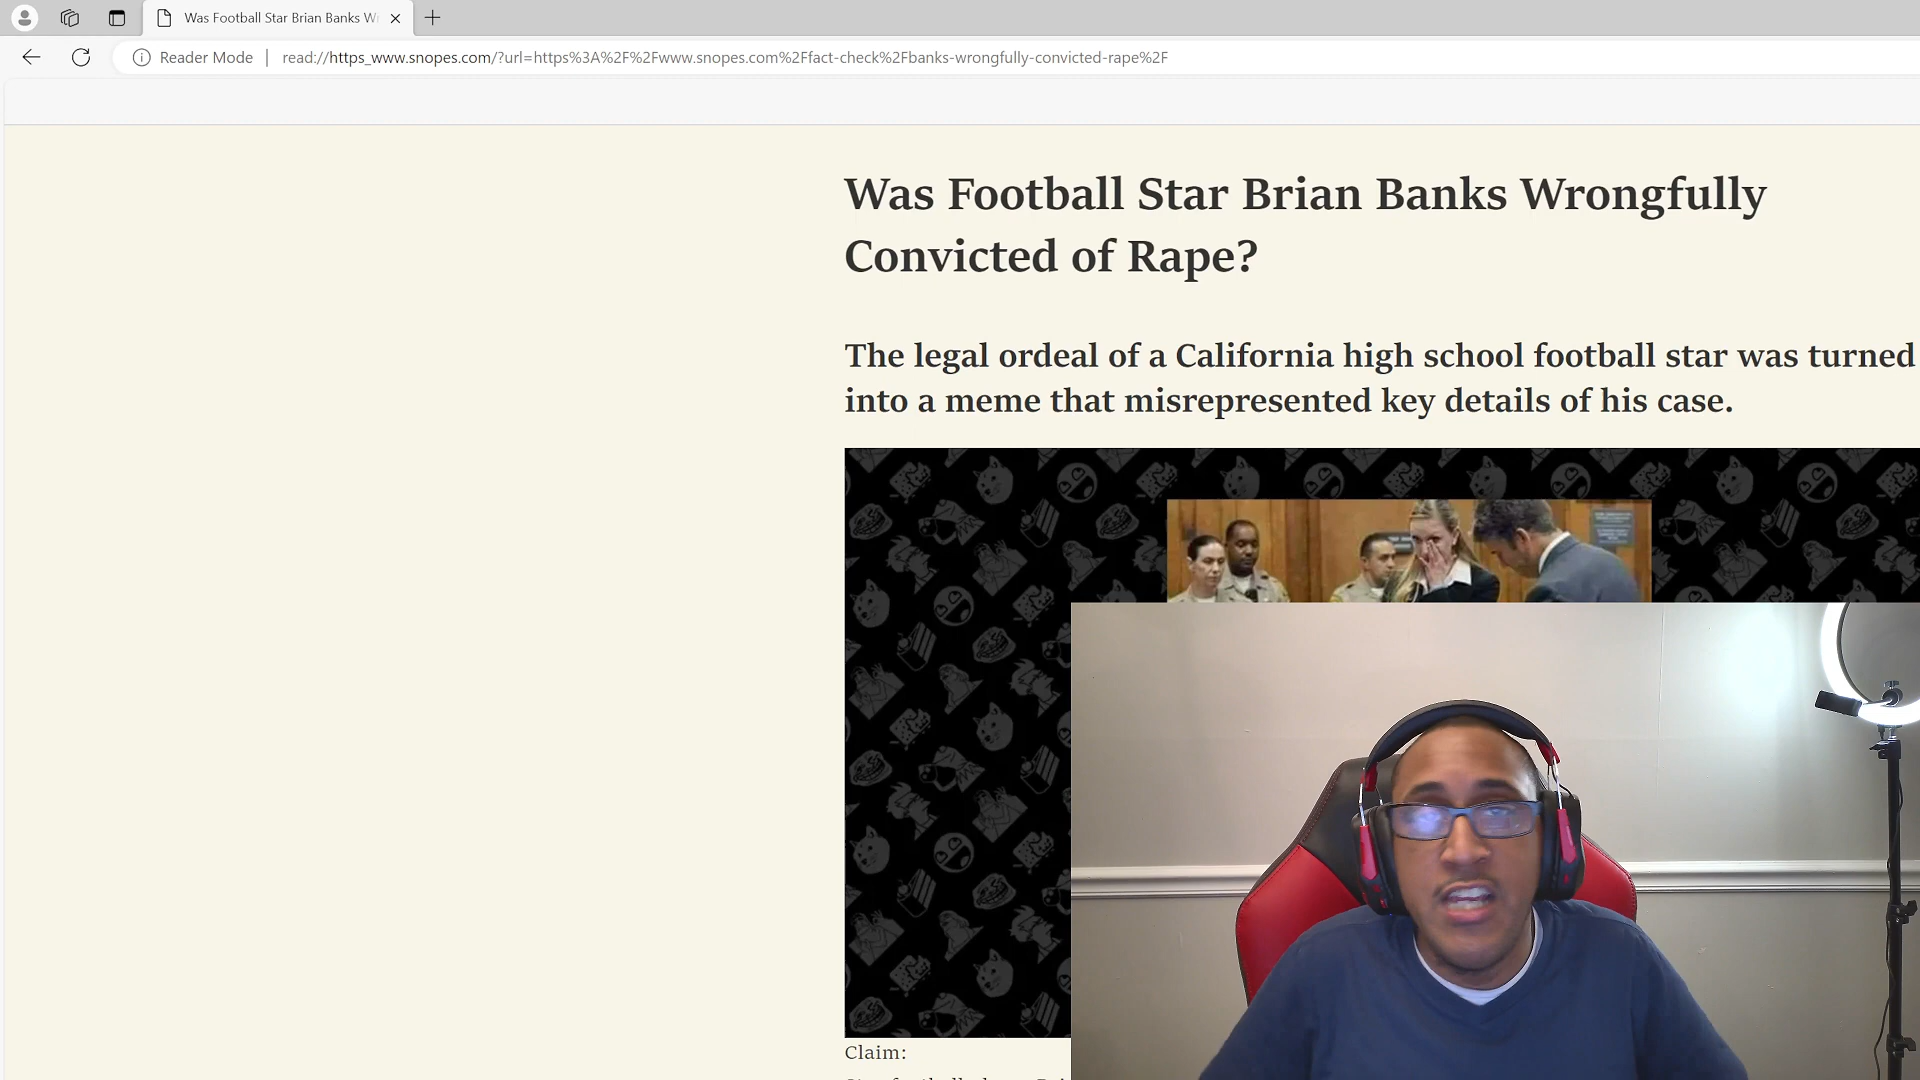 Was Football Star Brian Banks Wr
Reader Mode | read://https_www.snopes.com/?url=https%3A%2F%2Fwww.snopes.com%2Ffact-check%2Fbanks-wrongfully-convicted-rape%2F
Was Football Star Brian Banks Wrongfully
Convicted of Rape?
The legal ordeal of a California high school football star was turned
into a meme that misrepresented key details of his case.
Claim: